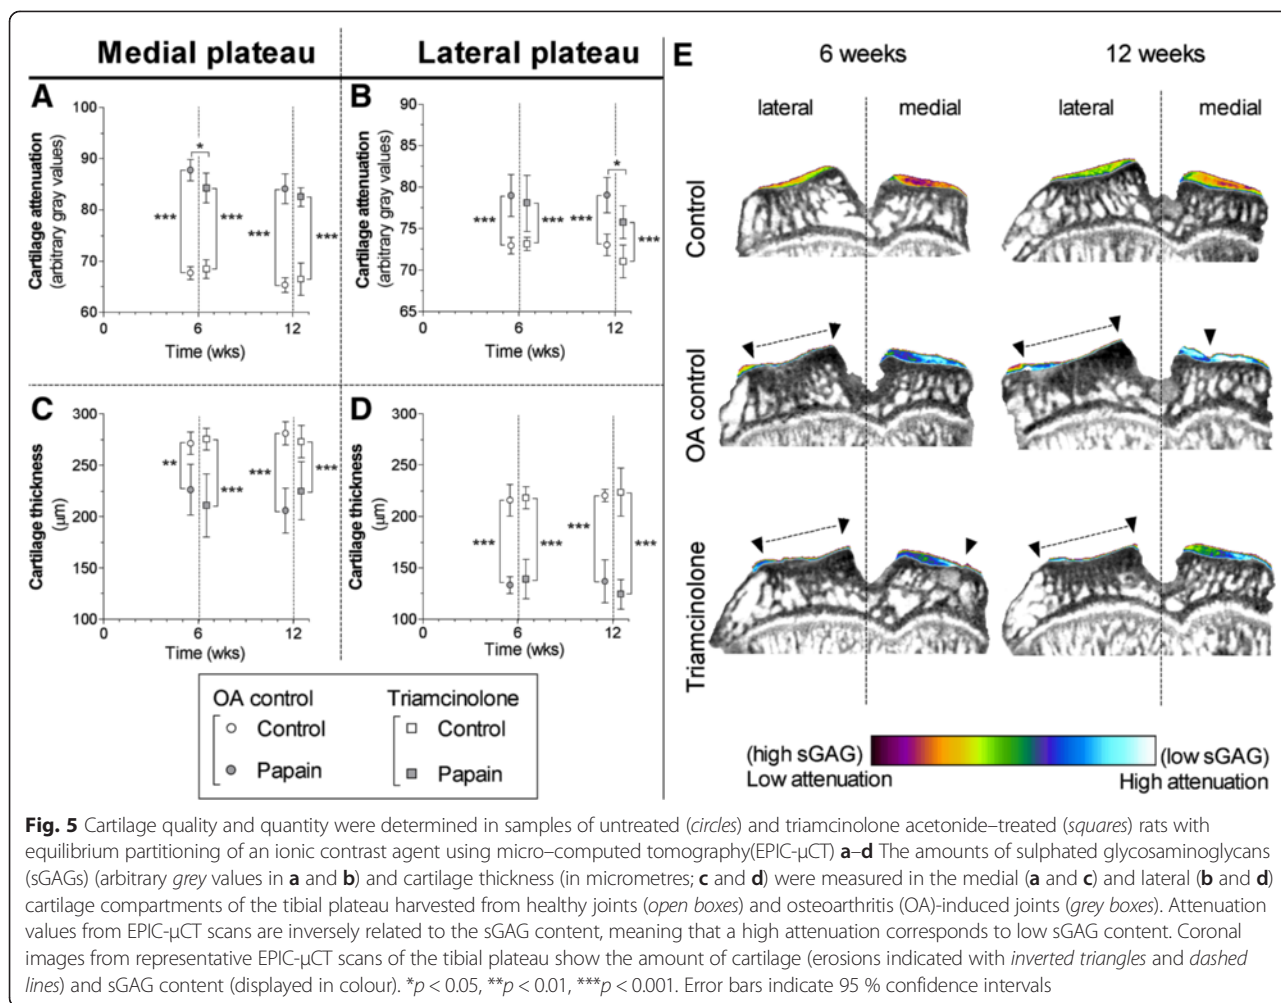 Medial plateau
Lateral plateau
A
Cartilage attenuation
(arbitrary gray values)
100
90
80
70
60
*
***
***
***
***
0
6
12
Time (wks)
B
Cartilage attenuation
(arbitrary gray values)
90
85
80
75
70
65
*
***
***
***
***
0
6
12
Time (wks)
C
Cartilage thickness
(μm)
300
250
200
150
100
**
***
***
***
0
6
12
Time (wks)
D
Cartilage thickness
(μm)
300
250
200
150
100
***
***
***
***
0
6
12
Time (wks)
OA control
Control
Papain
Triamcinolone
Control
Papain
E
6 weeks
12 weeks
lateral
medial
lateral
medial
Control
OA control
Triamcinolone
(high sGAG)
Low attenuation
(low sGAG)
High attenuation
Fig. 5 Cartilage quality and quantity were determined in samples of untreated (circles) and triamcinolone acetonide–treated (squares) rats with
equilibrium partitioning of an ionic contrast agent using micro–computed tomography(EPIC-μCT) a–d The amounts of sulphated glycosaminoglycans
(sGAGs) (arbitrary grey values in a and b) and cartilage thickness (in micrometres; c and d) were measured in the medial (a and c) and lateral (b and d)
cartilage compartments of the tibial plateau harvested from healthy joints (open boxes) and osteoarthritis (OA)-induced joints (grey boxes). Attenuation
values from EPIC-μCT scans are inversely related to the sGAG content, meaning that a high attenuation corresponds to low sGAG content. Coronal
images from representative EPIC-μCT scans of the tibial plateau show the amount of cartilage (erosions indicated with inverted triangles and dashed
lines) and sGAG content (displayed in colour). *p < 0.05, **p < 0.01, ***p < 0.001. Error bars indicate 95 % confidence intervals